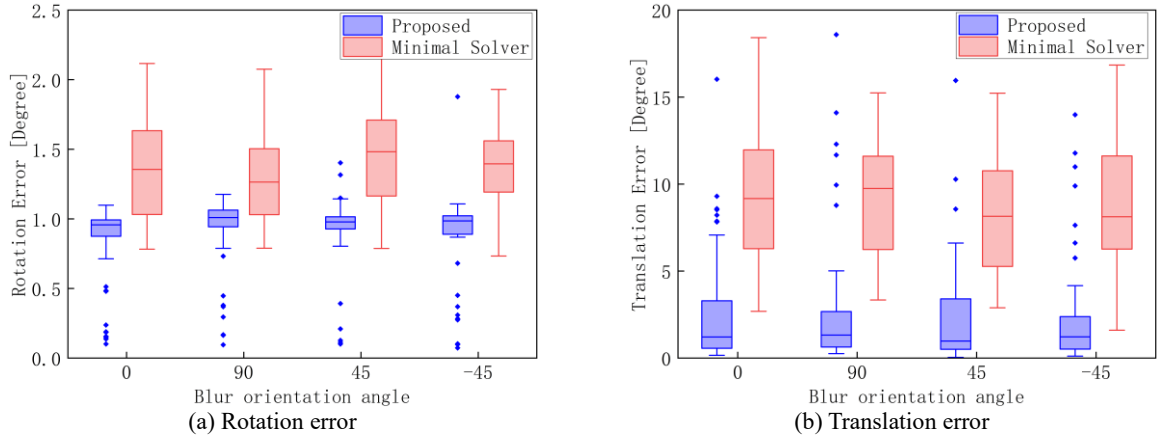 2.5
2.0
1.5
1.0
0.5
0.0
Rotation Error [Degree]
Proposed
Minimal Solver
0
90
45
-45
Blur orientation angle
(a) Rotation error
20
15
10
5
0
Translation Error [Degree]
Proposed
Minimal Solver
0
90
45
-45
Blur orientation angle
(b) Translation error